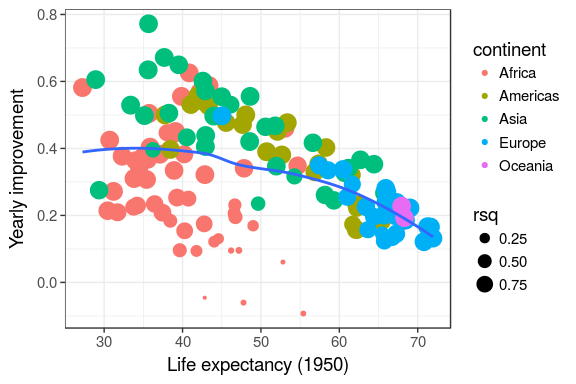 0.8
0.6
0.4
0.2
0.0
Yearly improvement
30 40 50 60 70
Life expectancy (1950)
continent
Africa
Americas
Asia
Europe
Oceania
rsq
0.25
0.50
0.75